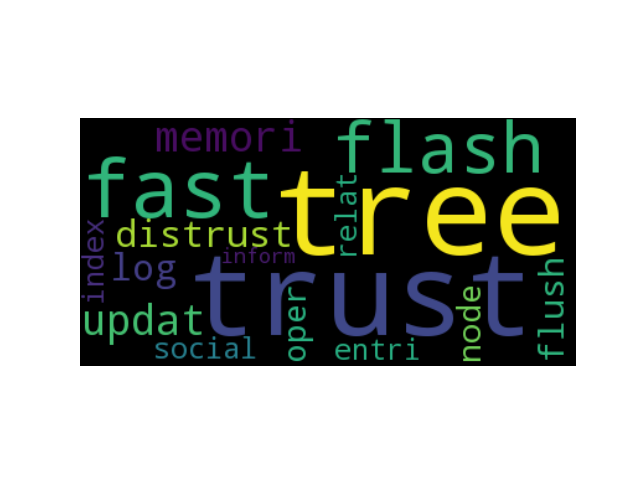 memori
flash
fast
tree
relat
distrust
index
log
inform
trust
updat
oper
node
flush
social
entri